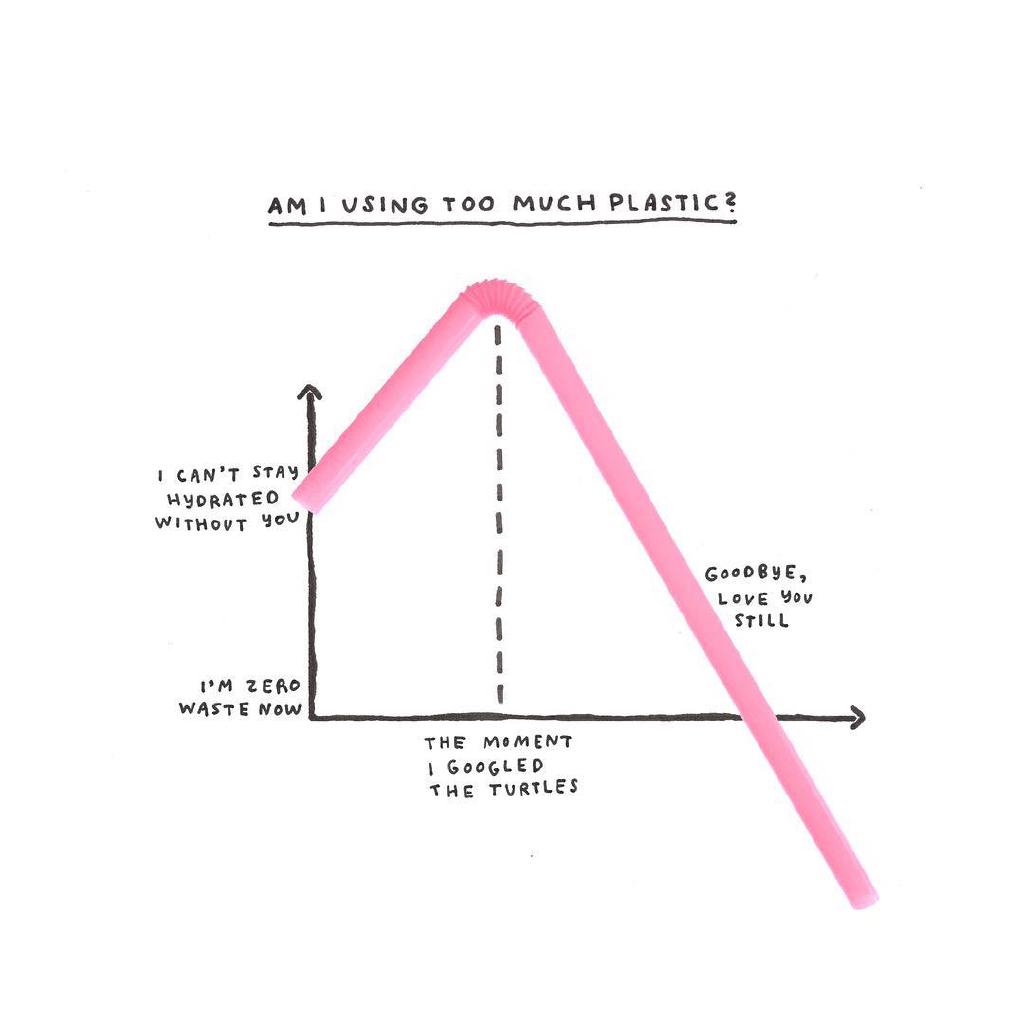 AM I USING TOO MUCH PLASTIC?
I CAN'T STAY
HYDRATED
WITHOUT YOU
GOODBYE,
LOVE YOU
STILL
I'M ZERO
WASTE NOW
THE MOMENT
I GOOGLED
THE TURTLES